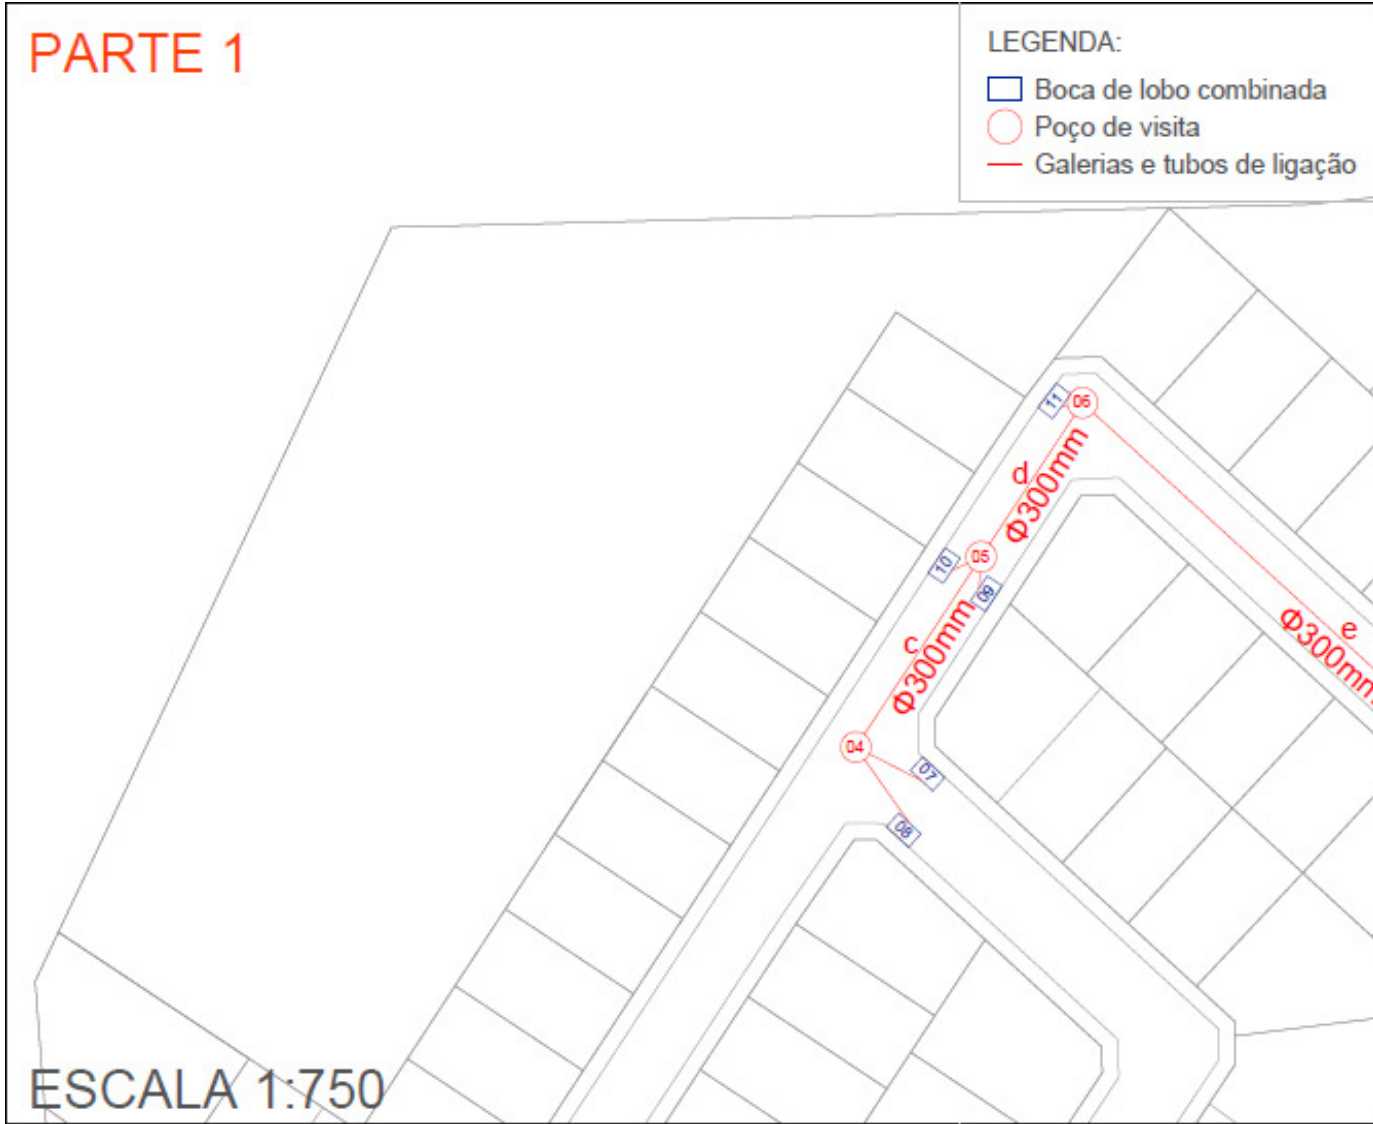 PARTE 1
LEGENDA:
Boca de lobo combinada
Poço de visita
Galerias e tubos de ligação
11
06
d
Φ300mm
10
05
09
c
Φ300mm
e
Φ300mm
04
07
08
ESCALA 1:750